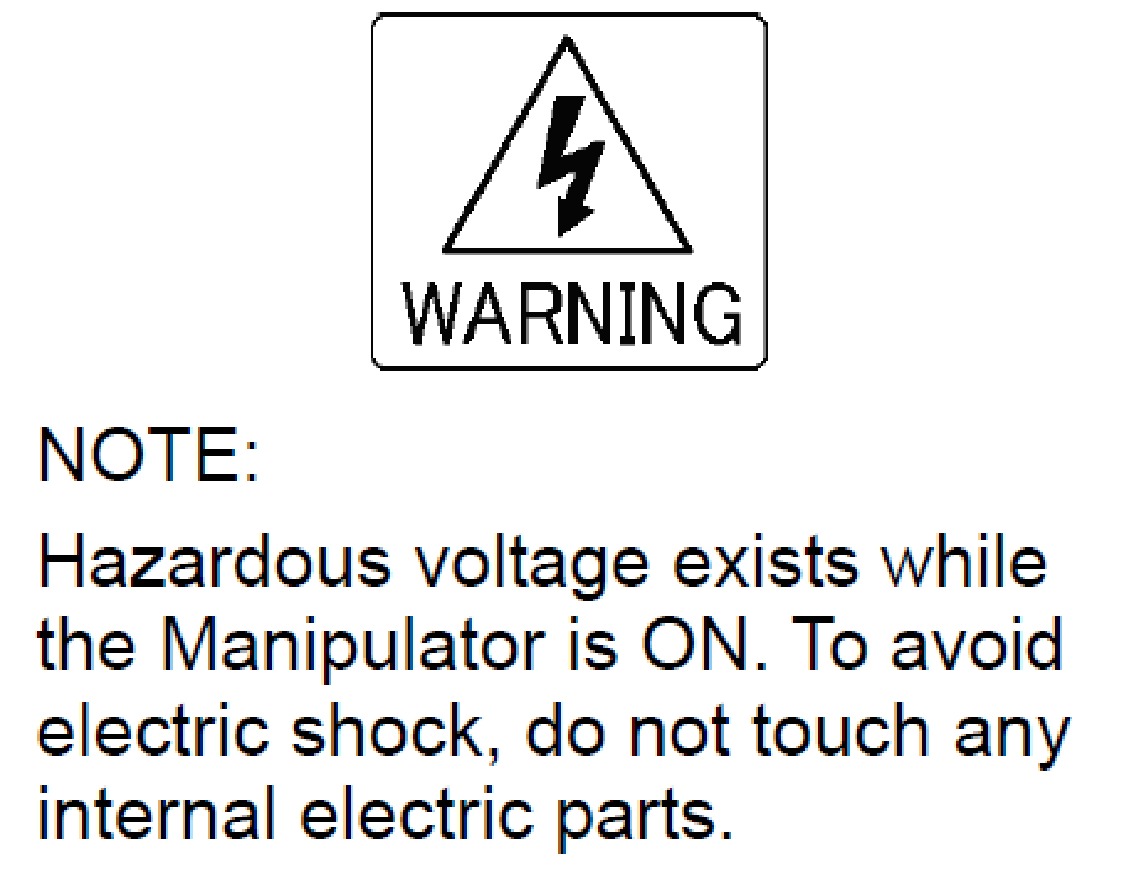 WARNING
NOTE:
Hazardous voltage exists while
the Manipulator is ON. To avoid
electric shock, do not touch any
internal electric parts.